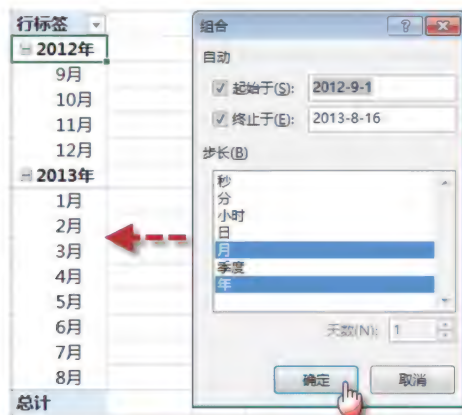 行标签
2012年
9月
10月
11月
12月
2013年
1月
2月
3月
4月
5月
6月
7月
8月
总计
组合
自动
起始于(S): 2012-9-1
终止于(E): 2013-8-16
步长(B)
秒
分
小时
日
月
季度
年
天数(N): 1
确定
取消